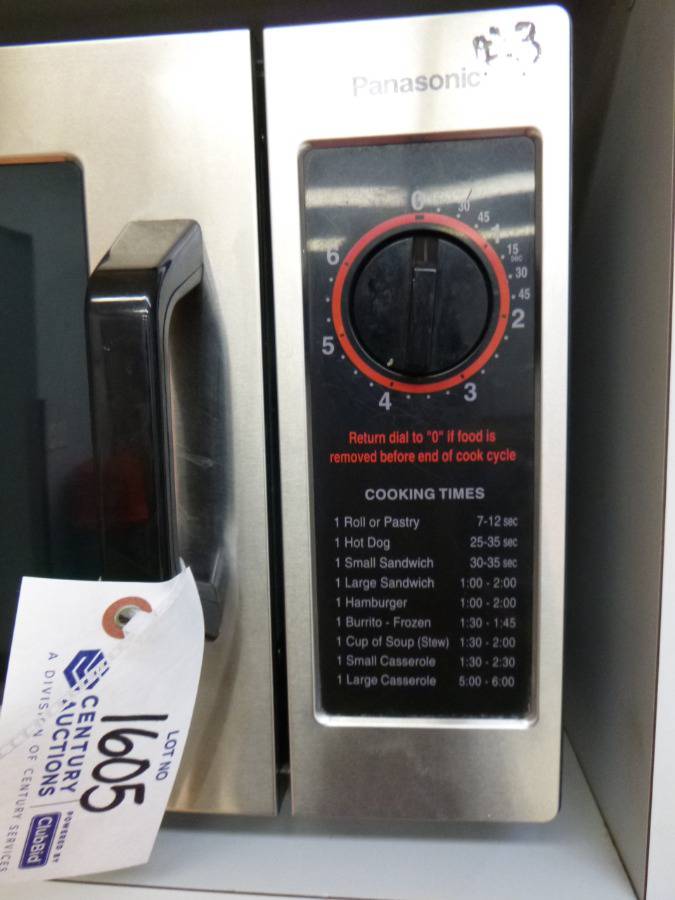 Panasonic
0
30
45
1
15
sec
30
45
2
3
4
5
6
Return dial to "0" if food is
removed before end of cook cycle
COOKING TIMES
1 Roll or Pastry 7-12 sec
1 Hot Dog 25-35 sec
1 Small Sandwich 30-35 sec
1 Large Sandwich 1:00 - 2:00
1 Hamburger 1:00 - 2:00
1 Burrito - Frozen 1:30 - 1:45
1 Cup of Soup (Stew) 1:30 - 2:00
1 Small Casserole 1:30 - 2:30
1 Large Casserole 5:00 - 6:00
LOT NO
1605
CENTURY
AUCTIONS
POWERED BY
ClubBid
A DIVISION OF CENTURY SERVICES